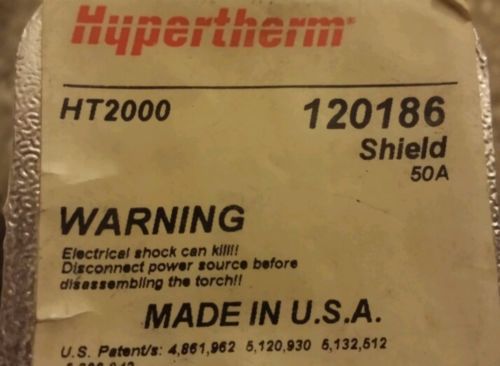 Hypertherm®
HT2000
120186
Shield
50A
WARNING
Electrical shock can kill!!
Disconnect power source before
disassembling the torch!!
MADE IN U.S.A.
U.S. Patent/s: 4,861,962 5,120,930 5,132,512